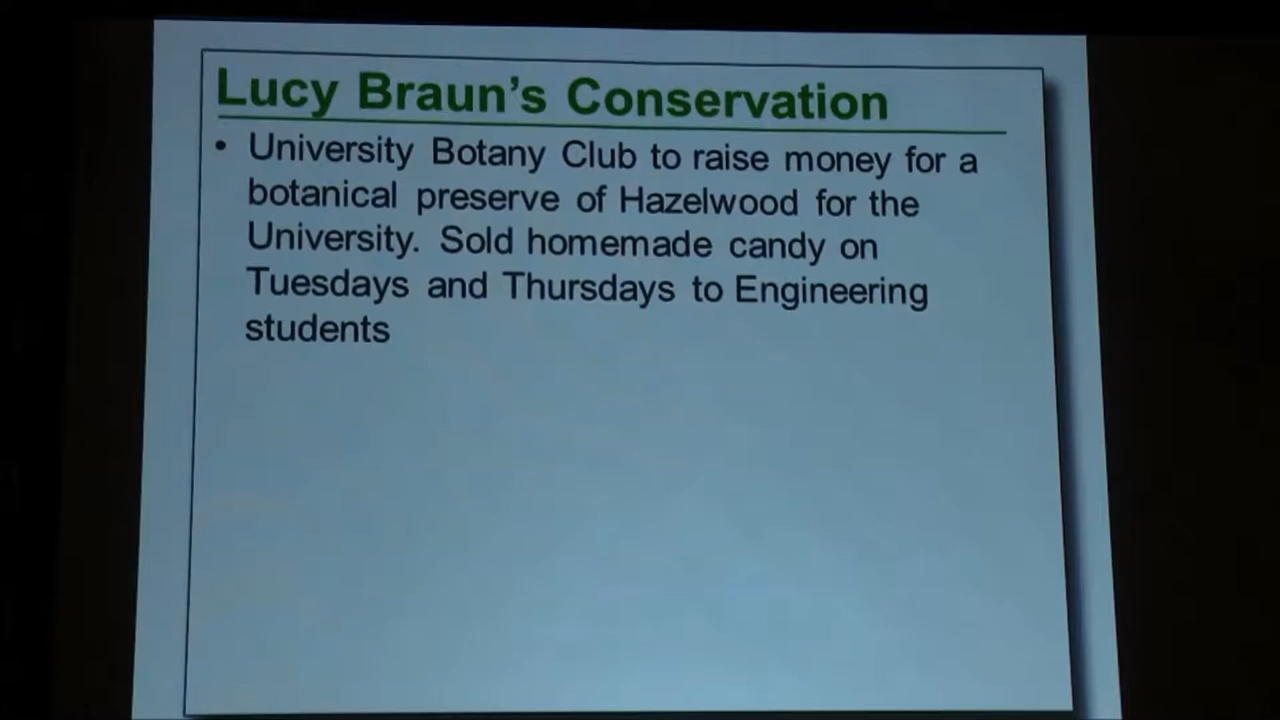 Lucy Braun's Conservation
• University Botany Club to raise money for a
botanical preserve of Hazelwood for the
University. Sold homemade candy on
Tuesdays and Thursdays to Engineering
students